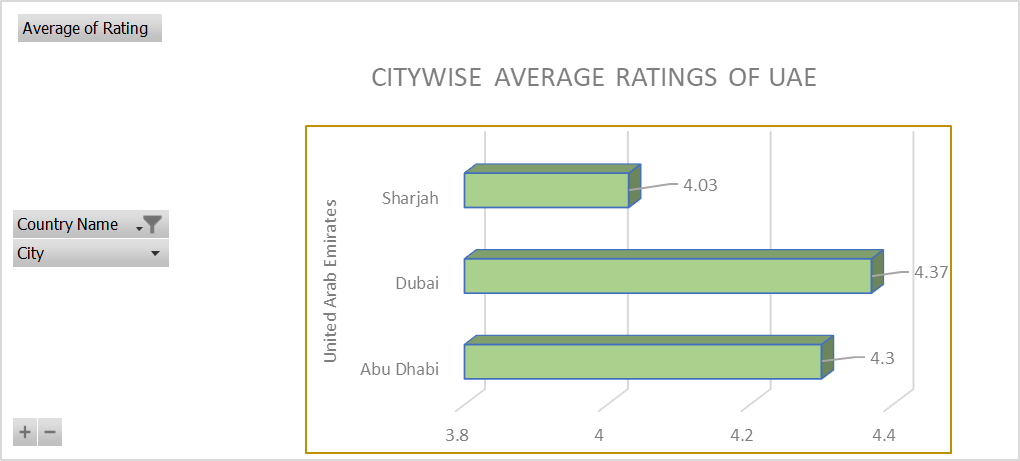 Average of Rating
CITYWISE AVERAGE RATINGS OF UAE
Country Name
City
United Arab Emirates
Sharjah
4.03
Dubai
4.37
Abu Dhabi
4.3
3.8 4 4.2 4.4